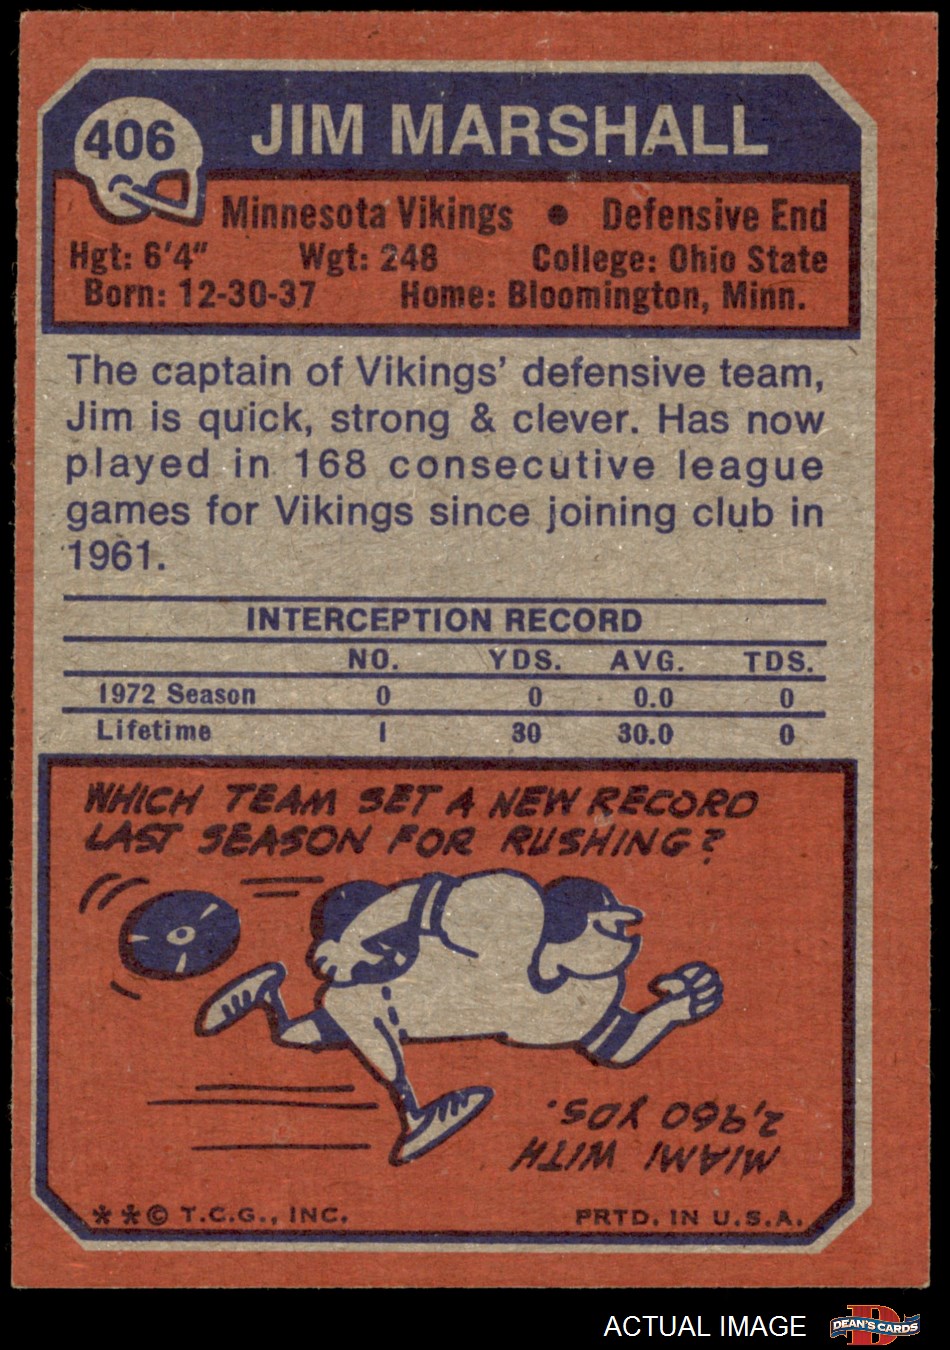 406
JIM MARSHALL
Minnesota Vikings • Defensive End
Hgt: 6'4" Wgt: 248 College: Ohio State
Born: 12-30-37 Home: Bloomington, Minn.
The captain of Vikings' defensive team,
Jim is quick, strong & clever. Has now
played in 168 consecutive league
games for Vikings since joining club in
1961.
INTERCEPTION RECORD
NO. YDS. AVG. TDS.
1972 Season 0 0 0.0 0
Lifetime 1 30 30.0 0
WHICH TEAM SET A NEW RECORD
LAST SEASON FOR RUSHING?
MIAMI WITH
2,960 YDS.
** © T.C.G., INC. PRTD. IN U.S.A.
ACTUAL IMAGE
DEAN'S CARDS